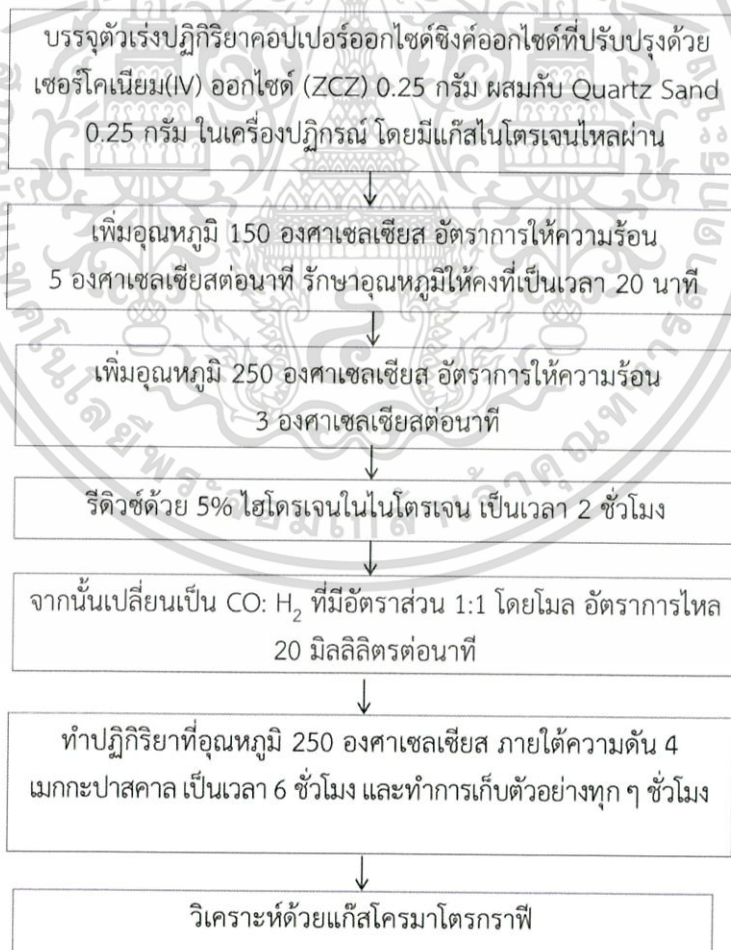 บรรจุตัวเร่งปฏิกิริยาคอปเปอร์ออกไซด์ซิงค์ออกไซด์ที่ปรับปรุงด้วย
เซอร์โคเนียม(IV) ออกไซด์ (ZCZ) 0.25 กรัม ผสมกับ Quartz Sand
0.25 กรัม ในเครื่องปฏิกรณ์ โดยมีแก๊สไนโตรเจนไหลผ่าน
เพิ่มอุณหภูมิ 150 องศาเซลเซียส อัตราการให้ความร้อน
5 องศาเซลเซียสต่อนาที รักษาอุณหภูมิให้คงที่เป็นเวลา 20 นาที
เพิ่มอุณหภูมิ 250 องศาเซลเซียส อัตราการให้ความร้อน
3 องศาเซลเซียสต่อนาที
รีดิวซ์ด้วย 5% ไฮโดรเจนในไนโตรเจน เป็นเวลา 2 ชั่วโมง
จากนั้นเปลี่ยนเป็น CO: H₂ ที่มีอัตราส่วน 1:1 โดยโมล อัตราการไหล
20 มิลลิลิตรต่อนาที
ทำปฏิกิริยาที่อุณหภูมิ 250 องศาเซลเซียส ภายใต้ความดัน 4
เมกกะปาสคาล เป็นเวลา 6 ชั่วโมง และทำการเก็บตัวอย่างทุก ๆ ชั่วโมง
วิเคราะห์ด้วยแก๊สโครมาโตรกราฟี